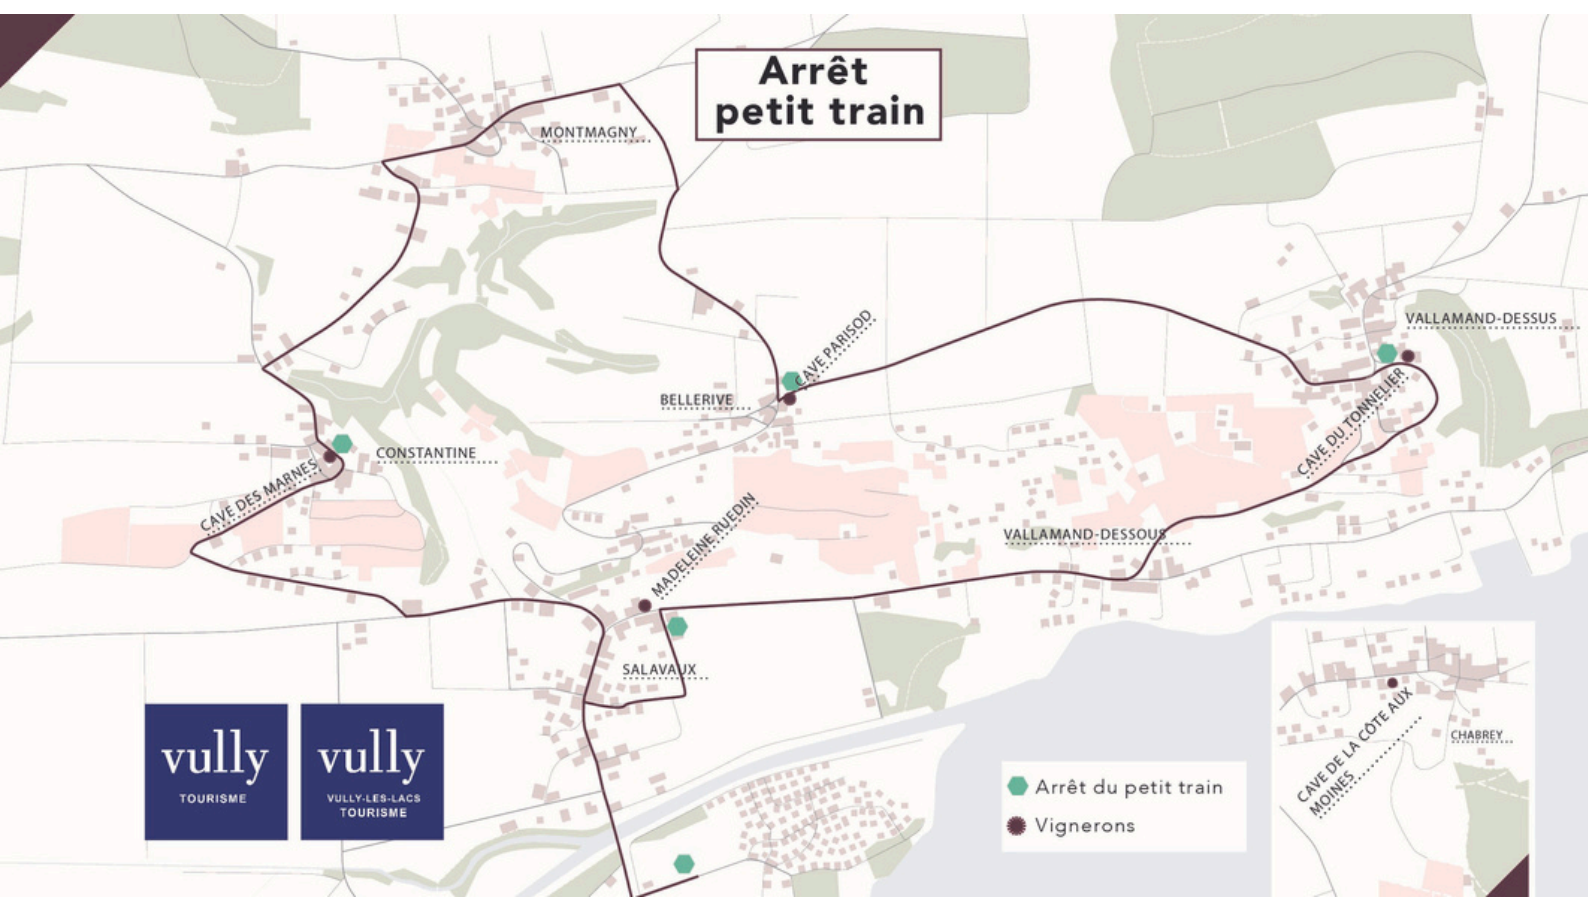 Arrêt
petit train
MONTMAGNY
VALLAMAND-DESSUS
CAVE PARISOD
BELLERIVE
CAVE DU TONNELIER
CONSTANTINE
CAVE DES MARNES
MADELEINE RUEDIN
VALLAMAND-DESSOUS
SALAVAUX
vully
TOURISME
vully
VULLY-LES-LACS
TOURISME
Arrêt du petit train
Vignerons
CAVE DE LA CÔTE AUX
MOINES
CHABREY